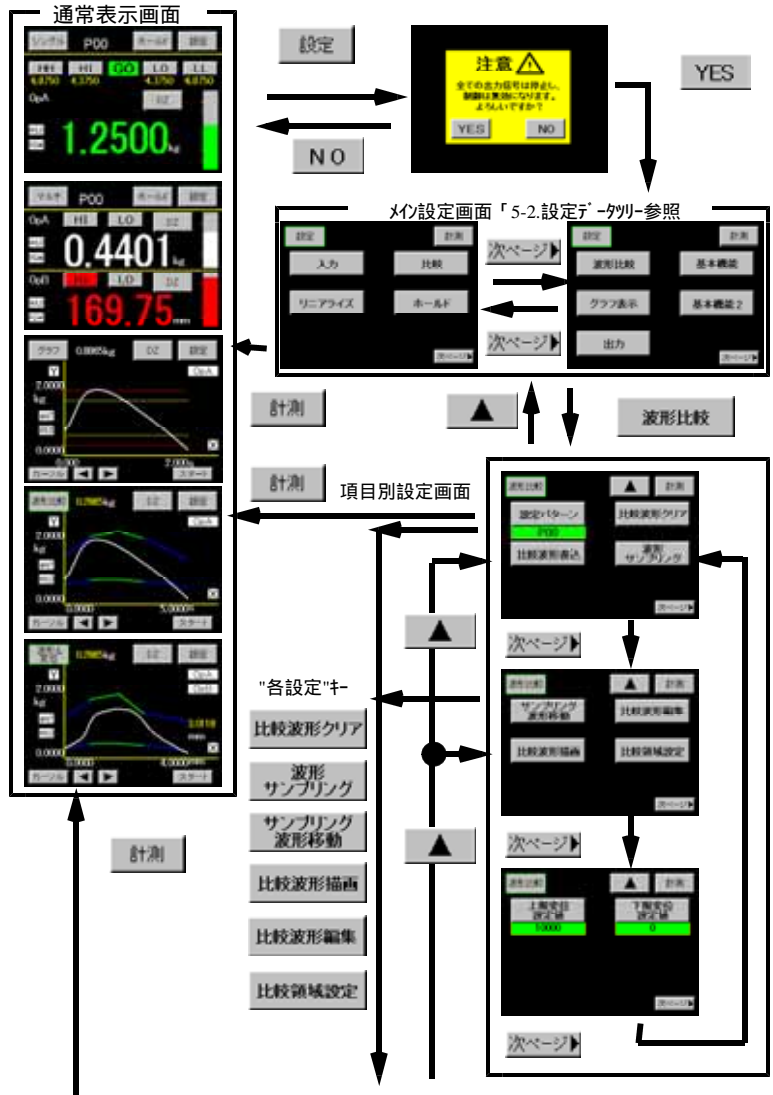 通常表示画面
シングル P00 ホールド 設定
HH HI GO LO LL
4.3750 4.3750
OpA DZ
1.2500 kg
マルチ P00 ホールド 設定
OpA HI LO DZ
0.4401 kg
HI LO DZ
169.75 mm
グラフ 0.0065kg DZ 設定
Y OpA
2.0000
kg
0.0000 X
0.000 2.000s
カーソル ◀ ▶ スタート
波形比較 DZ 設定
Y OpA
2.0000
kg
0.0000 X
0.0000 5.0000s
カーソル ◀ ▶ スタート
DZ 設定
Y OpA
2.0000
kg
mm
0.0000 X
0.0000 4.0000mm
カーソル ◀ ▶ スタート
設定
NO
注意
全ての出力信号は停止し、
制御は無効になります。
よろしいですか?
YES NO
YES
メイン設定画面「5-2.設定データツリー参照
設定 計測
入力 比較
リニアライズ ホールド
次ページ▶
次ページ▶
次ページ▶
設定 計測
波形比較 基本機能
グラフ表示 基本機能2
出力
次ページ▶
計測
▲
波形比較
計測
項目別設定画面
波形比較 ▲ 計測
設定パターン 比較波形クリア
P00
比較波形書込 波形
サンプリング
次ページ▶
▲
次ページ▶
波形比較 ▲ 計測
サンプリング
波形移動 比較波形編集
比較波形描画 比較領域設定
次ページ▶
"各設定"キー
比較波形クリア
波形
サンプリング
サンプリング
波形移動
比較波形描画
比較波形編集
比較領域設定
計測
▲
次ページ▶
波形比較 ▲ 計測
上限変位
設定値 下限変位
設定値
10000 0
次ページ▶
次ページ▶